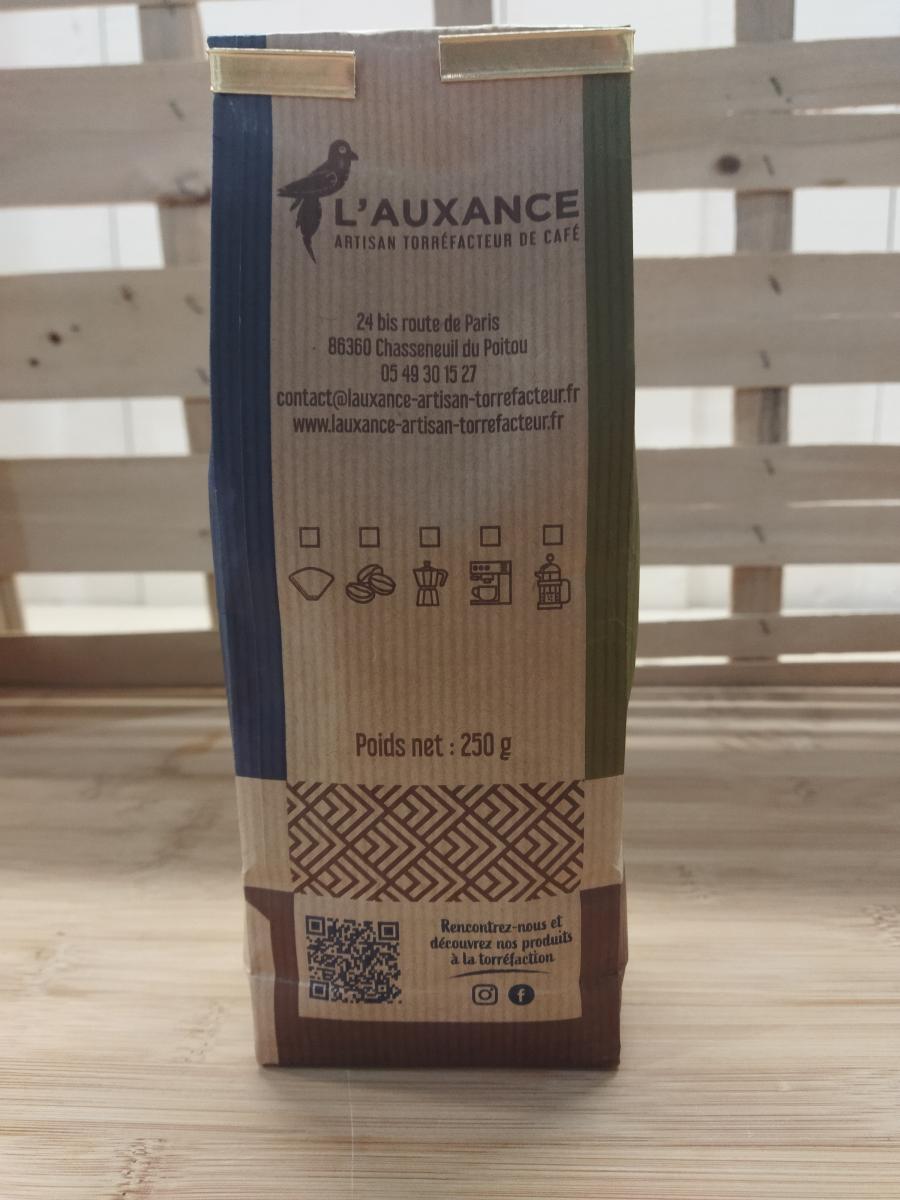 L'AUXANCE
ARTISAN TORRÉFACTEUR DE CAFÉ
24 bis route de Paris
86360 Chasseneuil du Poitou
05 49 30 15 27
contact@lauxance-artisan-torrefacteur.fr
www.lauxance-artisan-torrefacteur.fr
Poids net : 250 g
Rencontrez-nous et
découvrez nos produits
à la torréfaction